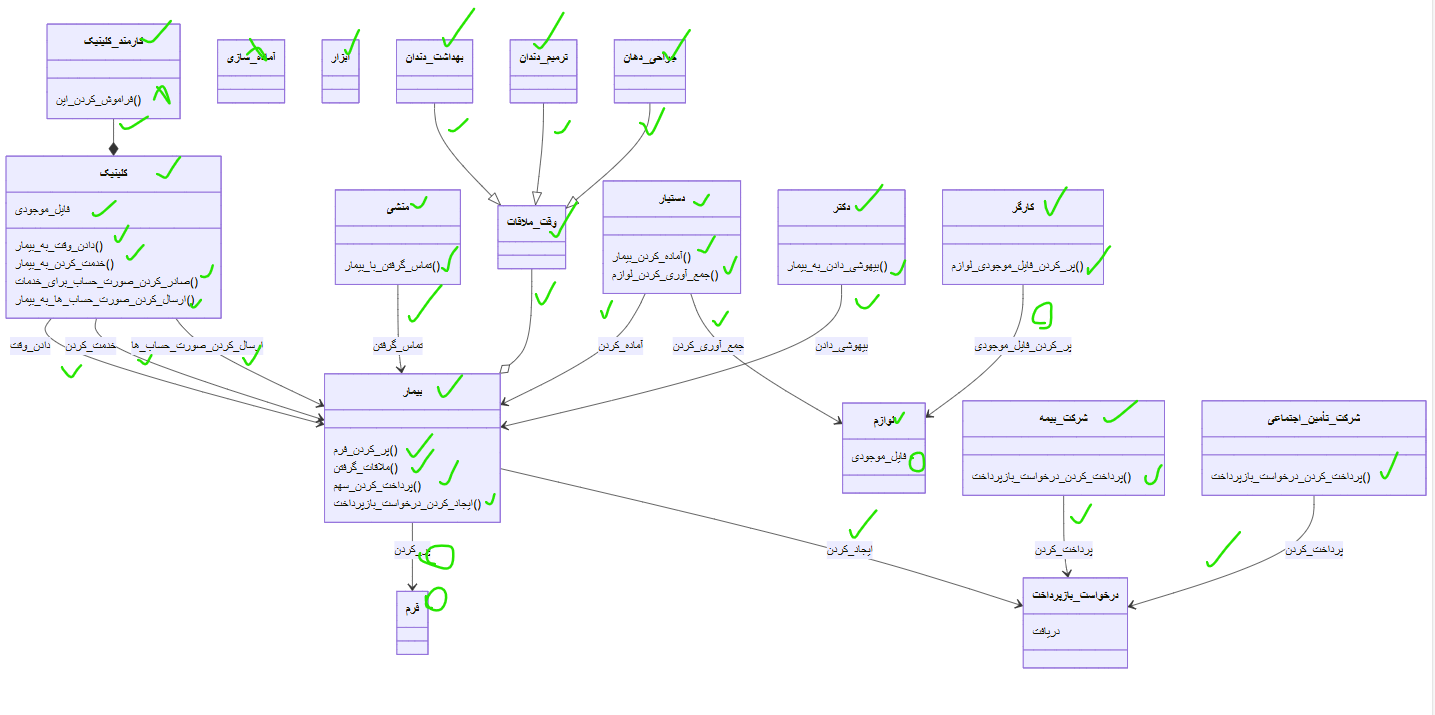 کارمند_کلینیک
فراموش_کردن_این()
آماده_سازی
ابزار
بهداشت_دندان
ترمیم_دندان
جراحی_دهان
کلینیک
فایل_موجودی
دادن_وقت_به_بیمار()
خدمت_کردن_به_بیمار()
صادر_کردن_صورت_حساب_برای_خدمات()
ارسال_کردن_صورت_حساب_ها_به_بیمار()
منشی
تماس_گرفتن_با_بیمار()
وقت_ملاقات
دستیار
آماده_کردن_بیمار()
جمع_آوری_کردن_لوازم()
دکتر
بیهوشی_دادن_به_بیمار()
کارگر
پر_کردن_فایل_موجودی_لوازم()
دادن_وقت
خدمت_کردن
ارسال_کردن_صورت_حساب_ها
تماس_گرفتن
آماده_کردن
جمع_آوری_کردن
بیهوشی_دادن
پر_کردن_فایل_موجودی
بیمار
پر_کردن_فرم()
ملاقات_گرفتن()
پرداخت_کردن_سهم()
ایجاد_کردن_درخواست_بازپرداخت()
لوازم
فایل_موجودی
شرکت_بیمه
پرداخت_کردن_درخواست_بازپرداخت()
شرکت_تأمین_اجتماعی
پرداخت_کردن_درخواست_بازپرداخت()
پر_کردن
ایجاد_کردن
پرداخت_کردن
پرداخت_کردن
فرم
درخواست_بازپرداخت
دریافت